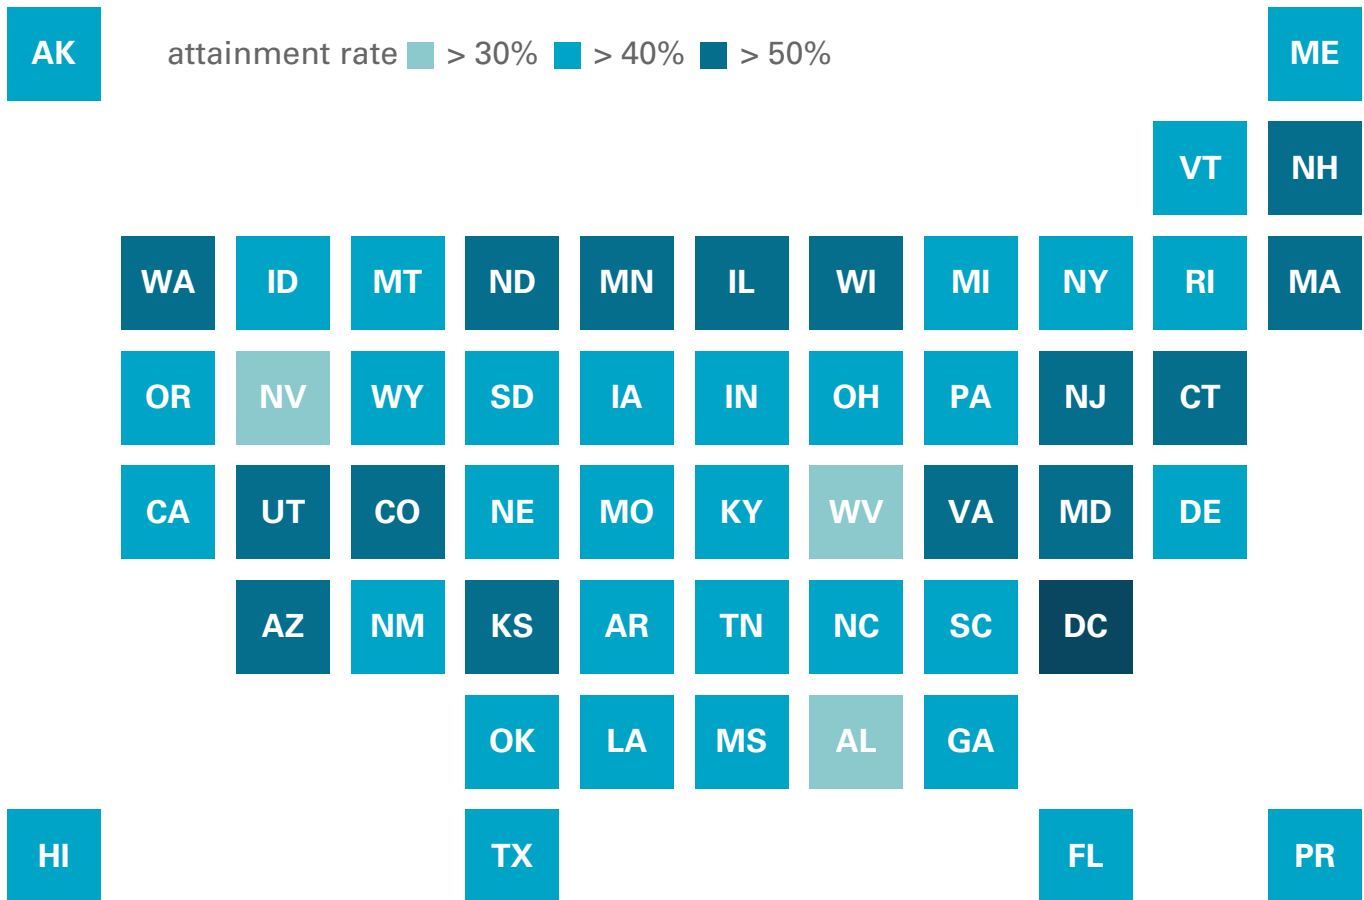 AK attainment rate > 30% > 40% > 50% ME
VT NH
WA ID MT ND MN IL WI MI NY RI MA
OR NV WY SD IA IN OH PA NJ CT
CA UT CO NE MO KY WV VA MD DE
AZ NM KS AR TN NC SC DC
OK LA MS AL GA
HI TX FL PR